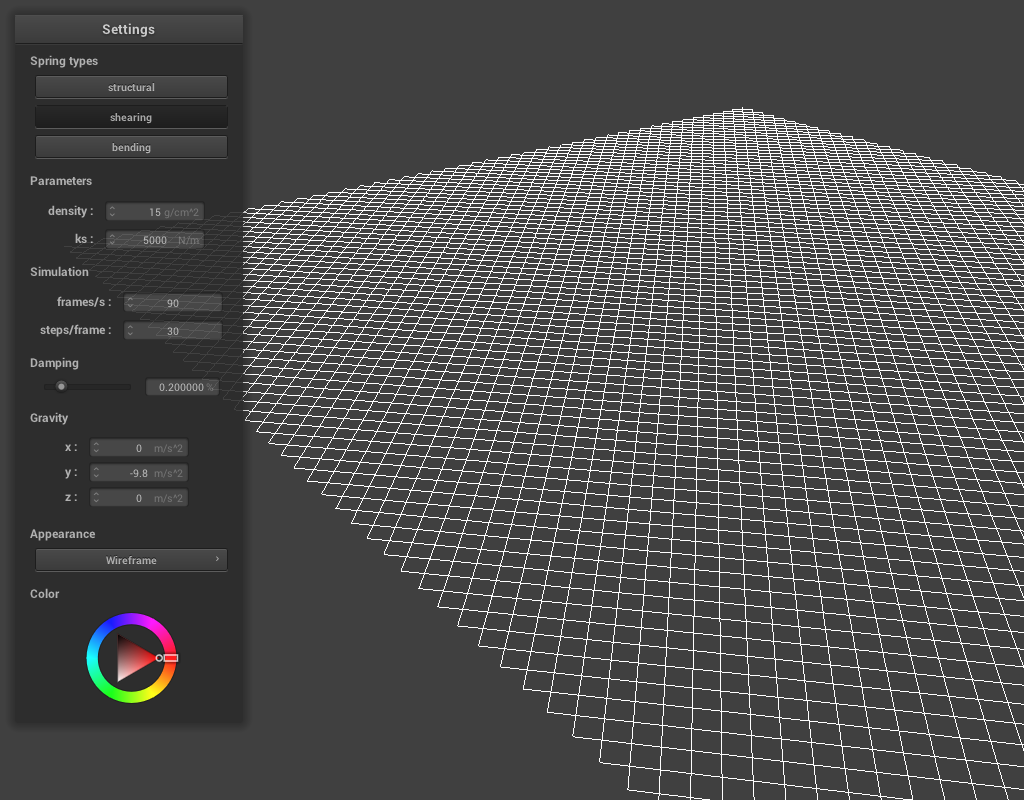 Settings
Spring types
structural
shearing
bending
Parameters
density : 15 g/cm^2
ks : 5000 N/m
Simulation
frames/s : 90
steps/frame : 30
Damping
0.200000 %
Gravity
x : 0 m/s^2
y : -9.8 m/s^2
z : 0 m/s^2
Appearance
Wireframe
Color